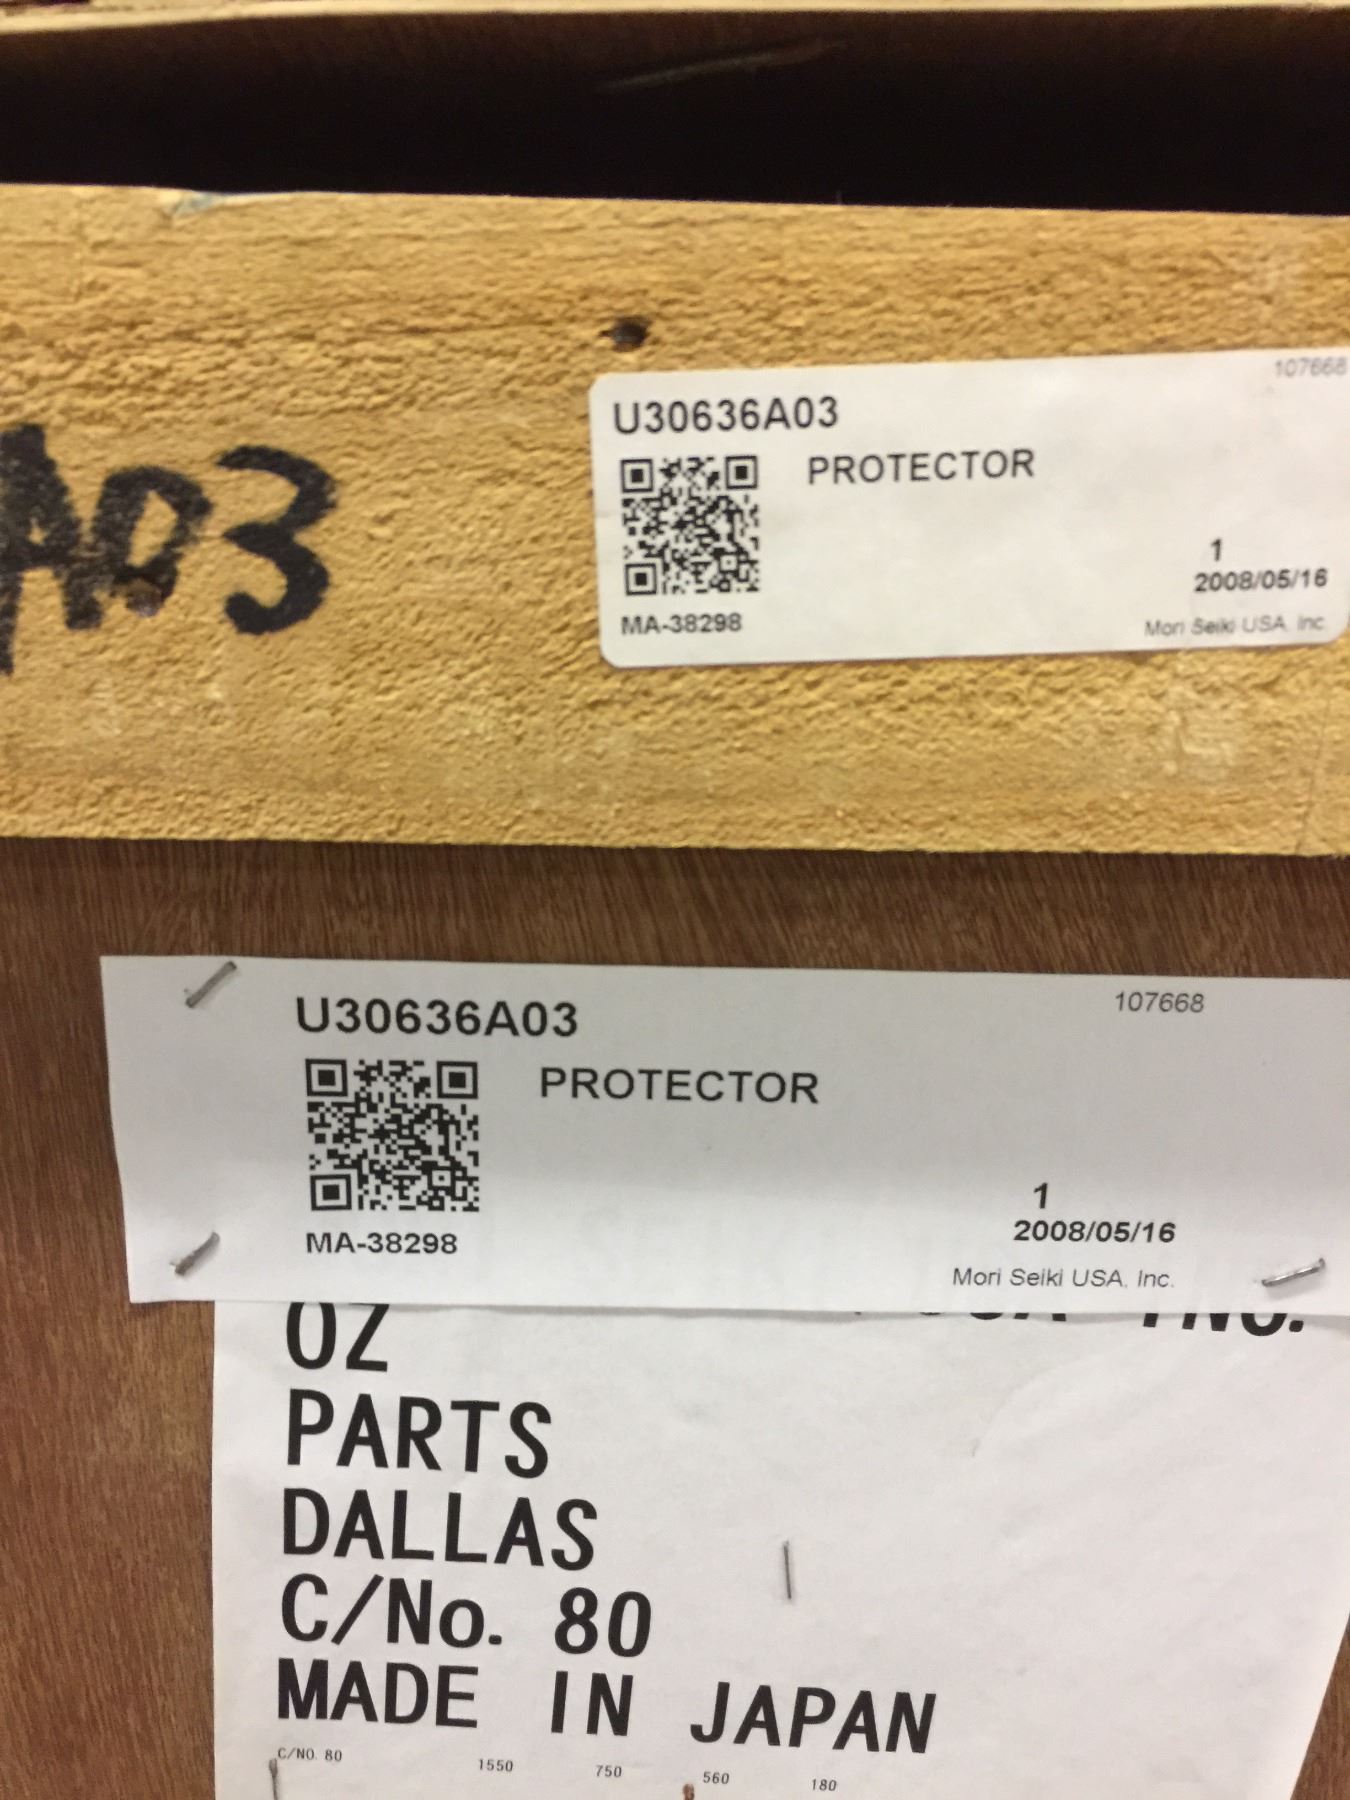 107668
U30636A03
PROTECTOR
1
2008/05/16
MA-38298
Mori Seiki USA, Inc.
A03
U30636A03
107668
PROTECTOR
1
2008/05/16
MA-38298
Mori Seiki USA, Inc.
INC.
OZ
PARTS
DALLAS
C/No. 80
MADE IN JAPAN
C/NO. 80 1550 750 560 180